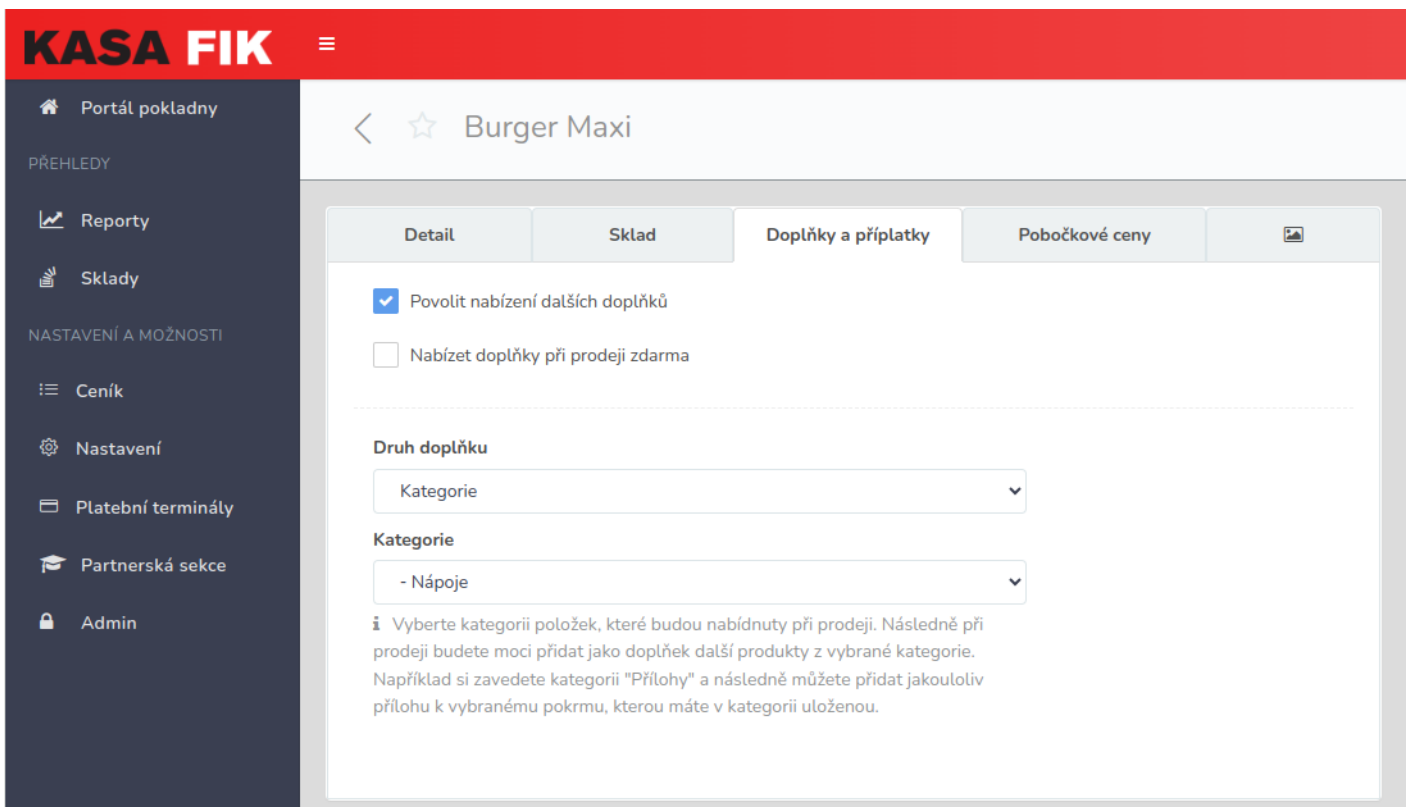 KASA FIK
Portál pokladny
PŘEHLEDY
Reporty
Sklady
NASTAVENÍ A MOŽNOSTI
Ceník
Nastavení
Platební terminály
Partnerská sekce
Admin
Burger Maxi
Detail
Sklad
Doplňky a příplatky
Pobočkové ceny
Povolit nabízení dalších doplňků
Nabízet doplňky při prodeji zdarma
Druh doplňku
Kategorie
Kategorie
- Nápoje
Vyberte kategorii položek, které budou nabídnuty při prodeji. Následně při
prodeji budete moci přidat jako doplněk další produkty z vybrané kategorie.
Například si zavedete kategorii "Přílohy" a následně můžete přidat jakouloliv
přílohu k vybranému pokrmu, kterou máte v kategorii uloženou.